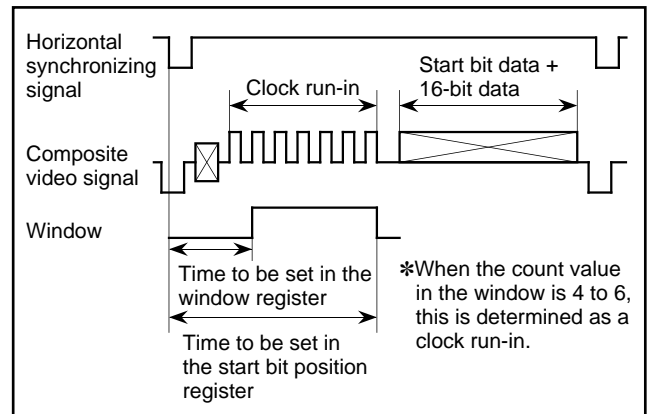 Horizontal
synchronizing
signal
Clock run-in
Start bit data +
16-bit data
Composite
video signal
Window
Time to be set in the
window register
Time to be set in
the start bit position
register
✻When the count value
in the window is 4 to 6,
this is determined as a
clock run-in.